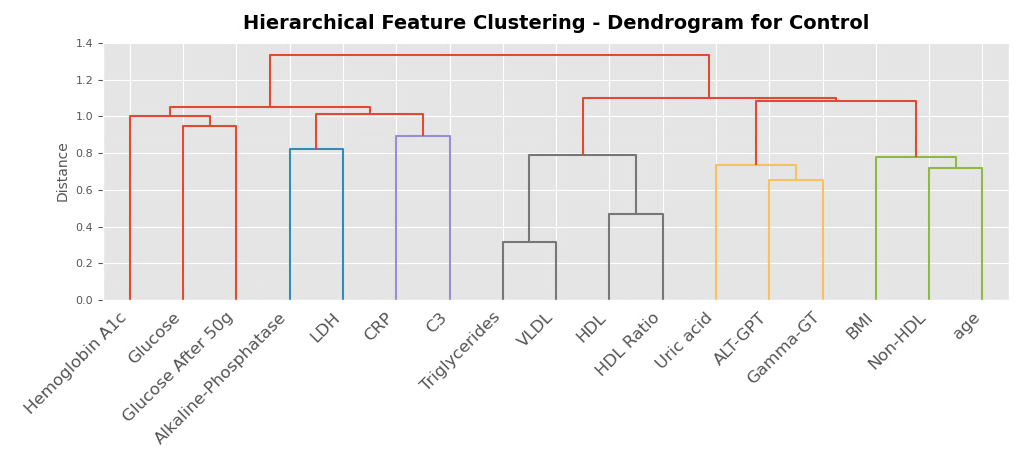 Hierarchical Feature Clustering - Dendrogram for Control
Distance
1.4
1.2
1.0
0.8
0.6
0.4
0.2
0.0
Hemoglobin A1c
Glucose
Glucose After 50g
Alkaline-Phosphatase
LDH
CRP
C3
Triglycerides
VLDL
HDL
HDL Ratio
Uric acid
ALT-GPT
Gamma-GT
BMI
Non-HDL
age